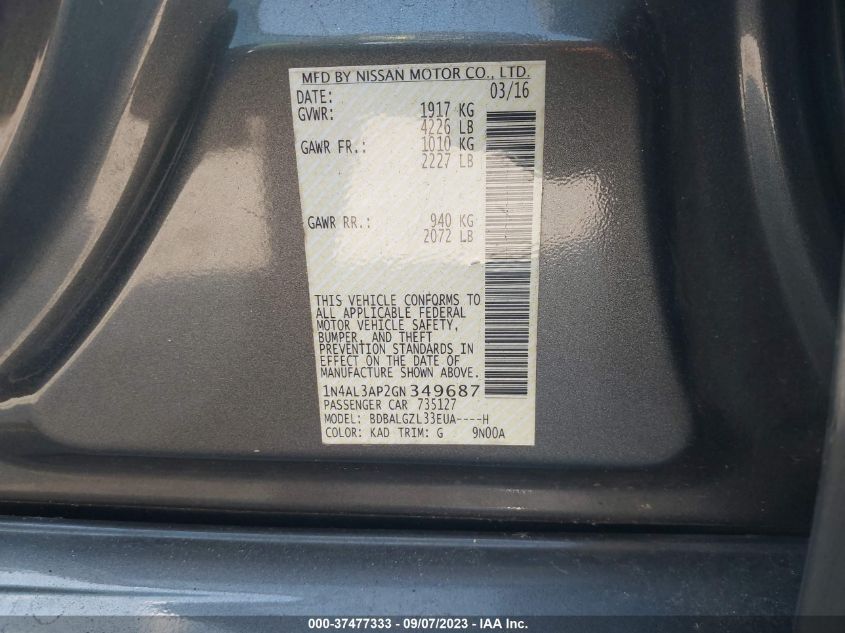 MFD BY NISSAN MOTOR CO., LTD.
DATE: 03/16
GVWR: 1917 KG
4226 LB
GAWR FR.: 1010 KG
2227 LB
GAWR RR.: 940 KG
2072 LB
THIS VEHICLE CONFORMS TO
ALL APPLICABLE FEDERAL
MOTOR VEHICLE SAFETY,
BUMPER, AND THEFT
PREVENTION STANDARDS IN
EFFECT ON THE DATE OF
MANUFACTURE SHOWN ABOVE.
1N4AL3AP2GN349687
PASSENGER CAR 735127
MODEL: BDBALGZL33EUA----H
COLOR: KAD TRIM: G 9N00A
000-37477333 - 09/07/2023 - IAA Inc.